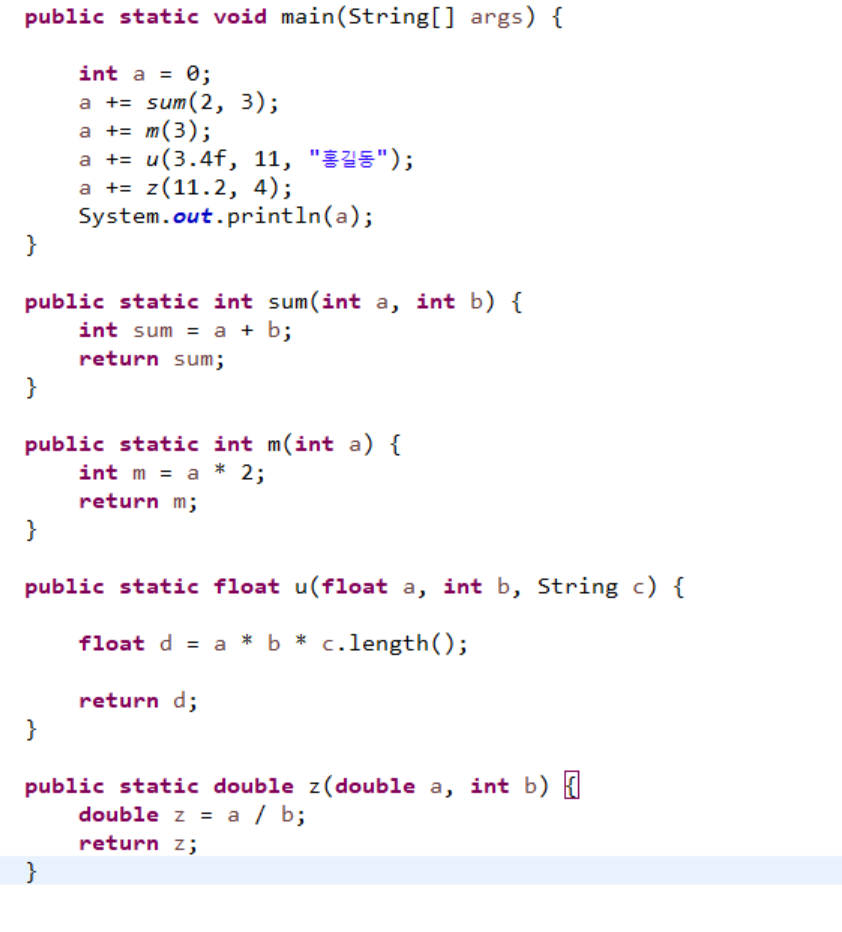 public static void main(String[] args) {
int a = 0;
a += sum(2, 3);
a += m(3);
a += u(3.4f, 11, "홍길동");
a += z(11.2, 4);
System.out.println(a);
}
public static int sum(int a, int b) {
int sum = a + b;
return sum;
}
public static int m(int a) {
int m = a * 2;
return m;
}
public static float u(float a, int b, String c) {
float d = a * b * c.length();
return d;
}
public static double z(double a, int b) {
double z = a / b;
return z;
}